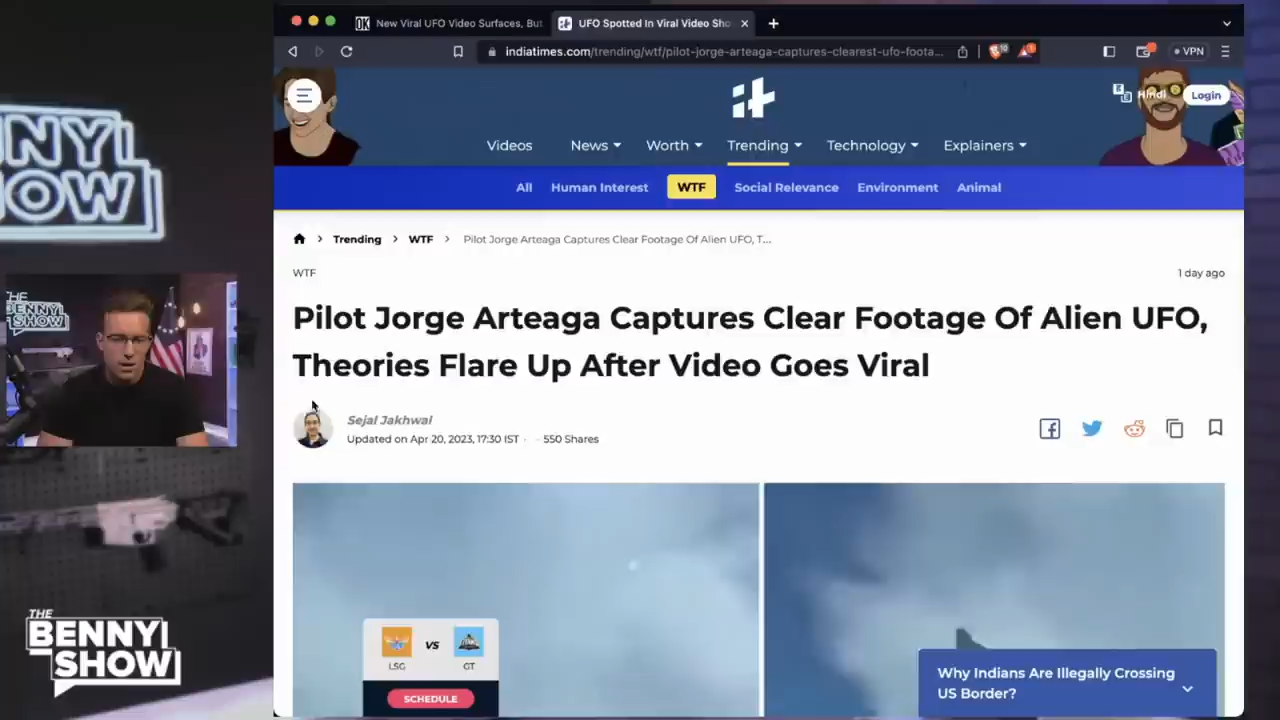 New Viral UFO Video Surfaces, But
UFO Spotted In Viral Video Sho
indiatimes.com/trending/wtf/pilot-jorge-arteaga-captures-clearest-ufo-foota...
VPN
Hindi
Login
Videos
News
Worth
Trending
Technology
Explainers
All
Human Interest
WTF
Social Relevance
Environment
Animal
Trending
WTF
Pilot Jorge Arteaga Captures Clear Footage Of Alien UFO, T...
WTF
1 day ago
Pilot Jorge Arteaga Captures Clear Footage Of Alien UFO,
Theories Flare Up After Video Goes Viral
Sejal Jakhwal
Updated on Apr 20, 2023, 17:30 IST
550 Shares
LSG
VS
GT
SCHEDULE
Why Indians Are Illegally Crossing
US Border?
NNY
OW
THE
BENNY
SHOW
THE
BENNY
SHOW